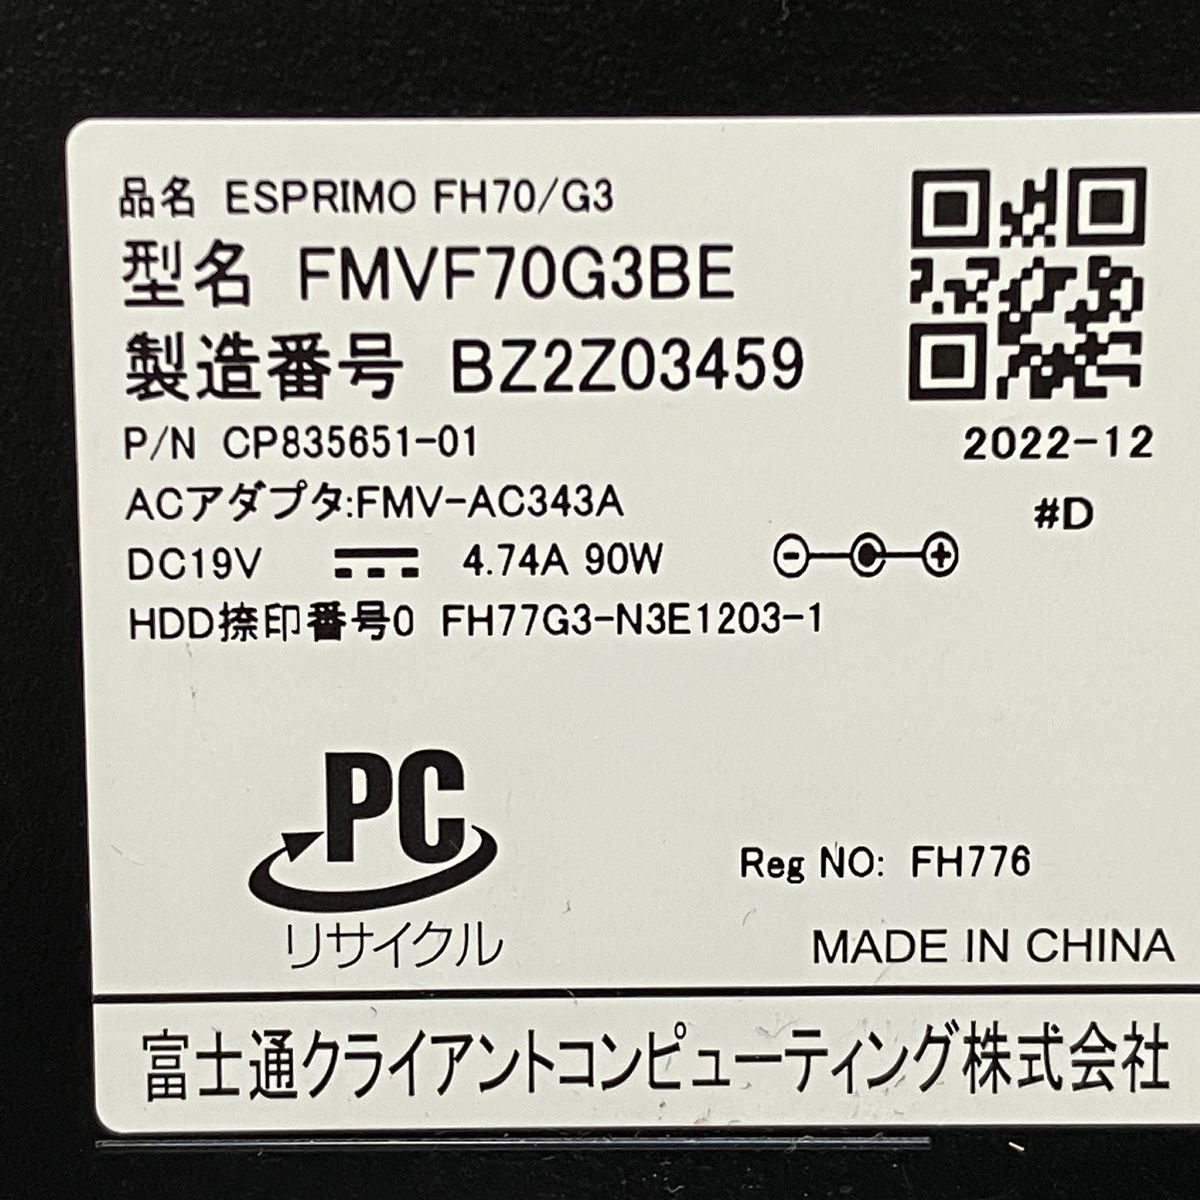 品名 ESPRIMO FH70/G3
型名 FMVF70G3BE
製造番号 BZ2Z03459
P/N CP835651-01
2022-12
ACアダプタ:FMV-AC343A
#D
DC19V 4.74A 90W
HDD捺印番号0 FH77G3-N3E1203-1
PC
リサイクル
Reg NO: FH776
MADE IN CHINA
富士通クライアントコンピューティング株式会社